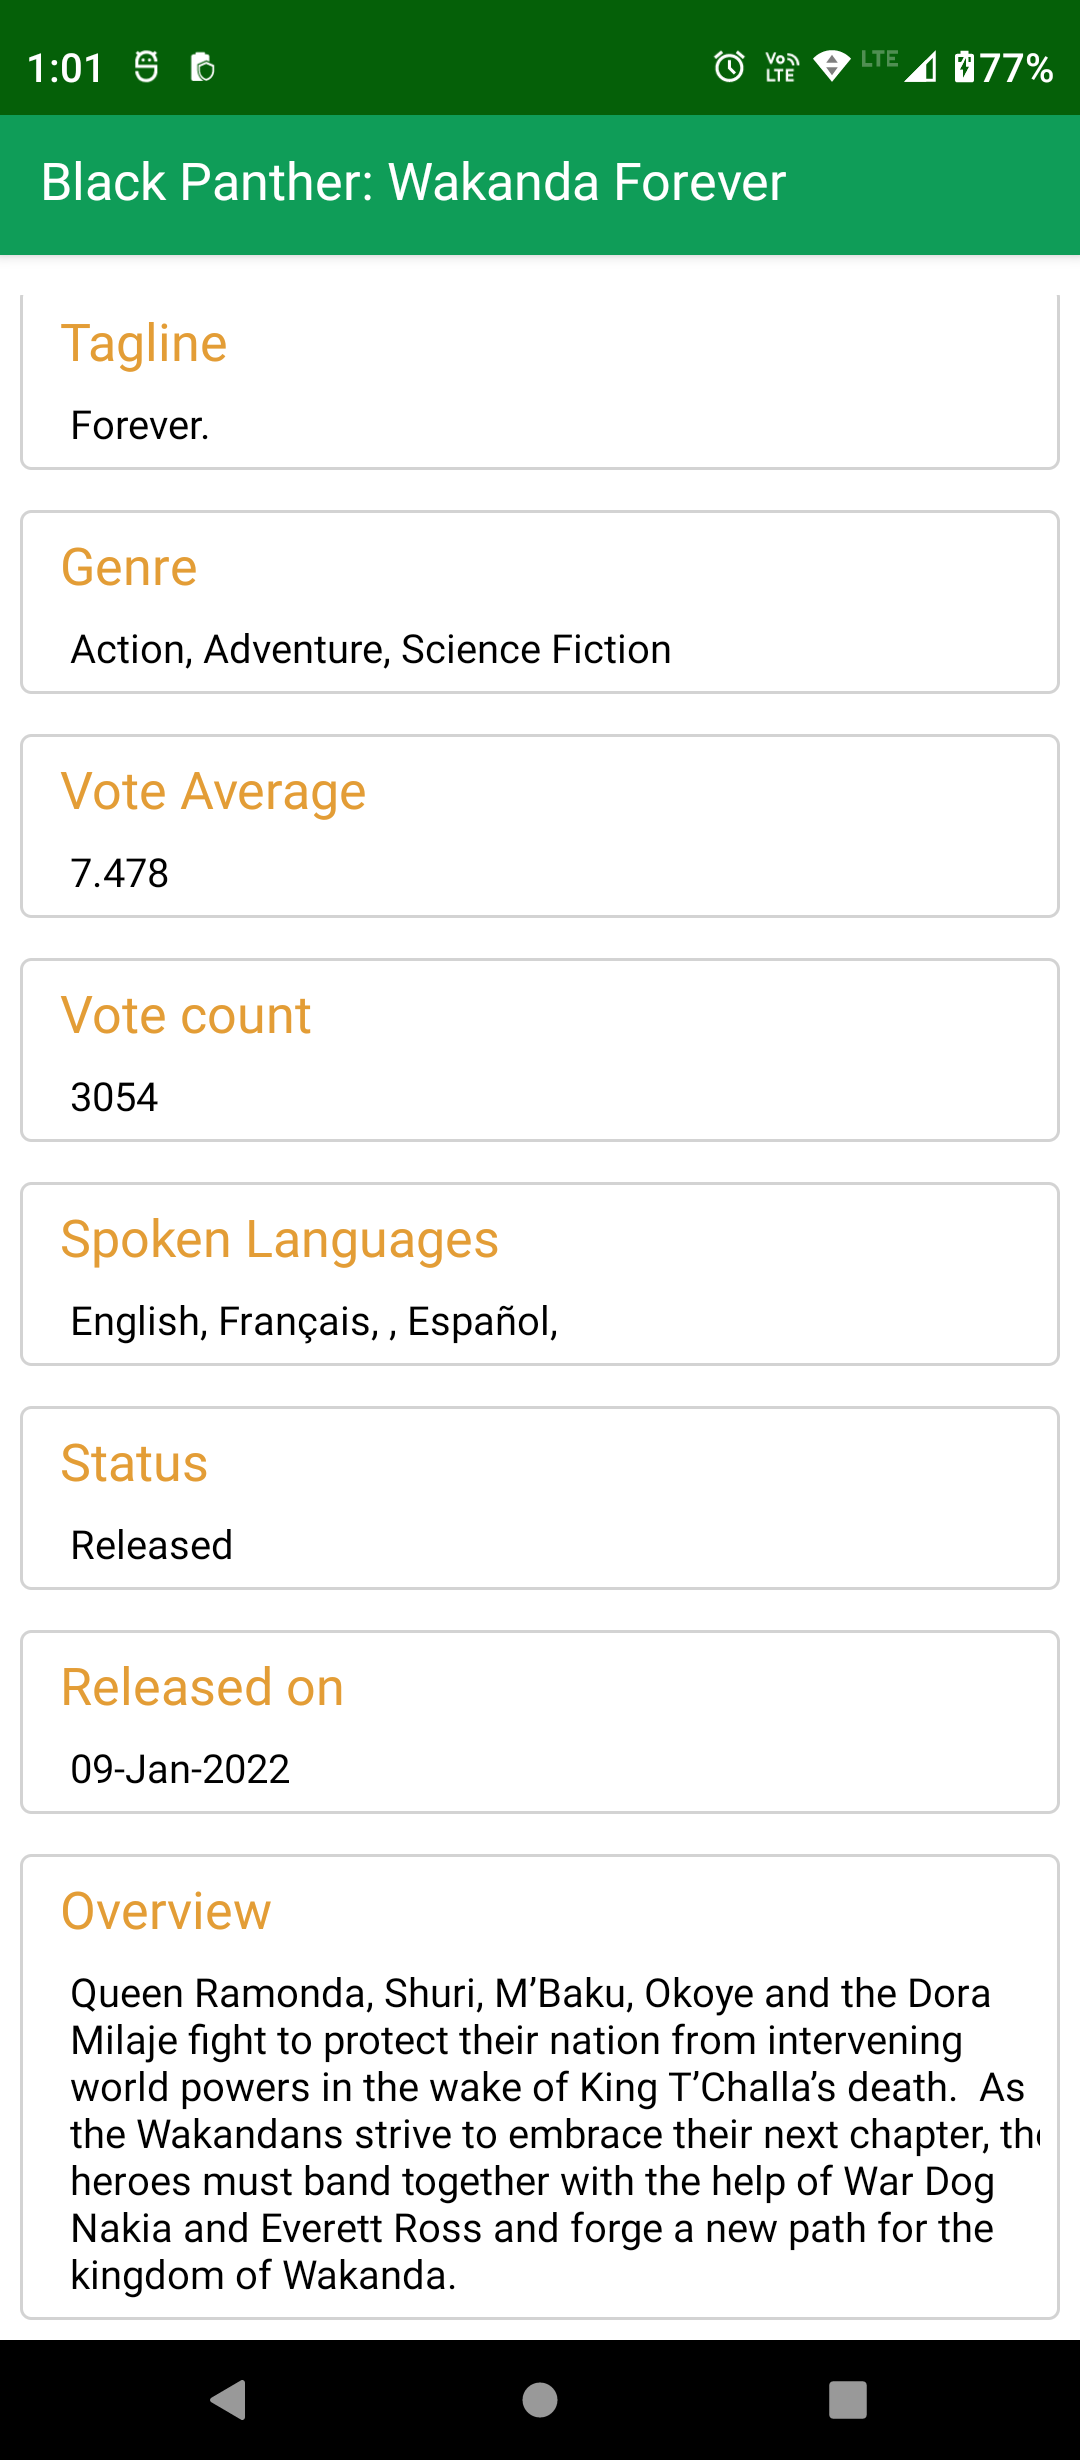 1:01
Vo LTE
LTE
77%
Black Panther: Wakanda Forever
Tagline
Forever.
Genre
Action, Adventure, Science Fiction
Vote Average
7.478
Vote count
3054
Spoken Languages
English, Français, , Español,
Status
Released
Released on
09-Jan-2022
Overview
Queen Ramonda, Shuri, M’Baku, Okoye and the Dora
Milaje fight to protect their nation from intervening
world powers in the wake of King T’Challa’s death.  As
the Wakandans strive to embrace their next chapter, the
heroes must band together with the help of War Dog
Nakia and Everett Ross and forge a new path for the
kingdom of Wakanda.